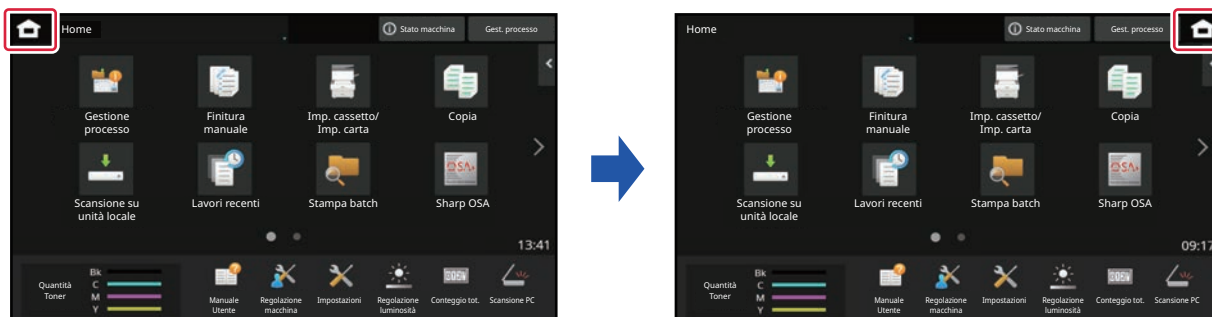 Home
Stato macchina
Gest. processo
Gestione
processo
Finitura
manuale
Imp. cassetto/
Imp. carta
Copia
Scansione su
unità locale
Lavori recenti
Stampa batch
Sharp OSA
13:41
Quantità
Toner
Bk
C
M
Y
Manuale
Utente
Regolazione
macchina
Impostazioni
Regolazione
luminosità
Conteggio tot.
Scansione PC
Home
Stato macchina
Gest. processo
Gestione
processo
Finitura
manuale
Imp. cassetto/
Imp. carta
Copia
Scansione su
unità locale
Lavori recenti
Stampa batch
Sharp OSA
09:17
Quantità
Toner
Bk
C
M
Y
Manuale
Utente
Regolazione
macchina
Impostazioni
Regolazione
luminosità
Conteggio tot.
Scansione PC